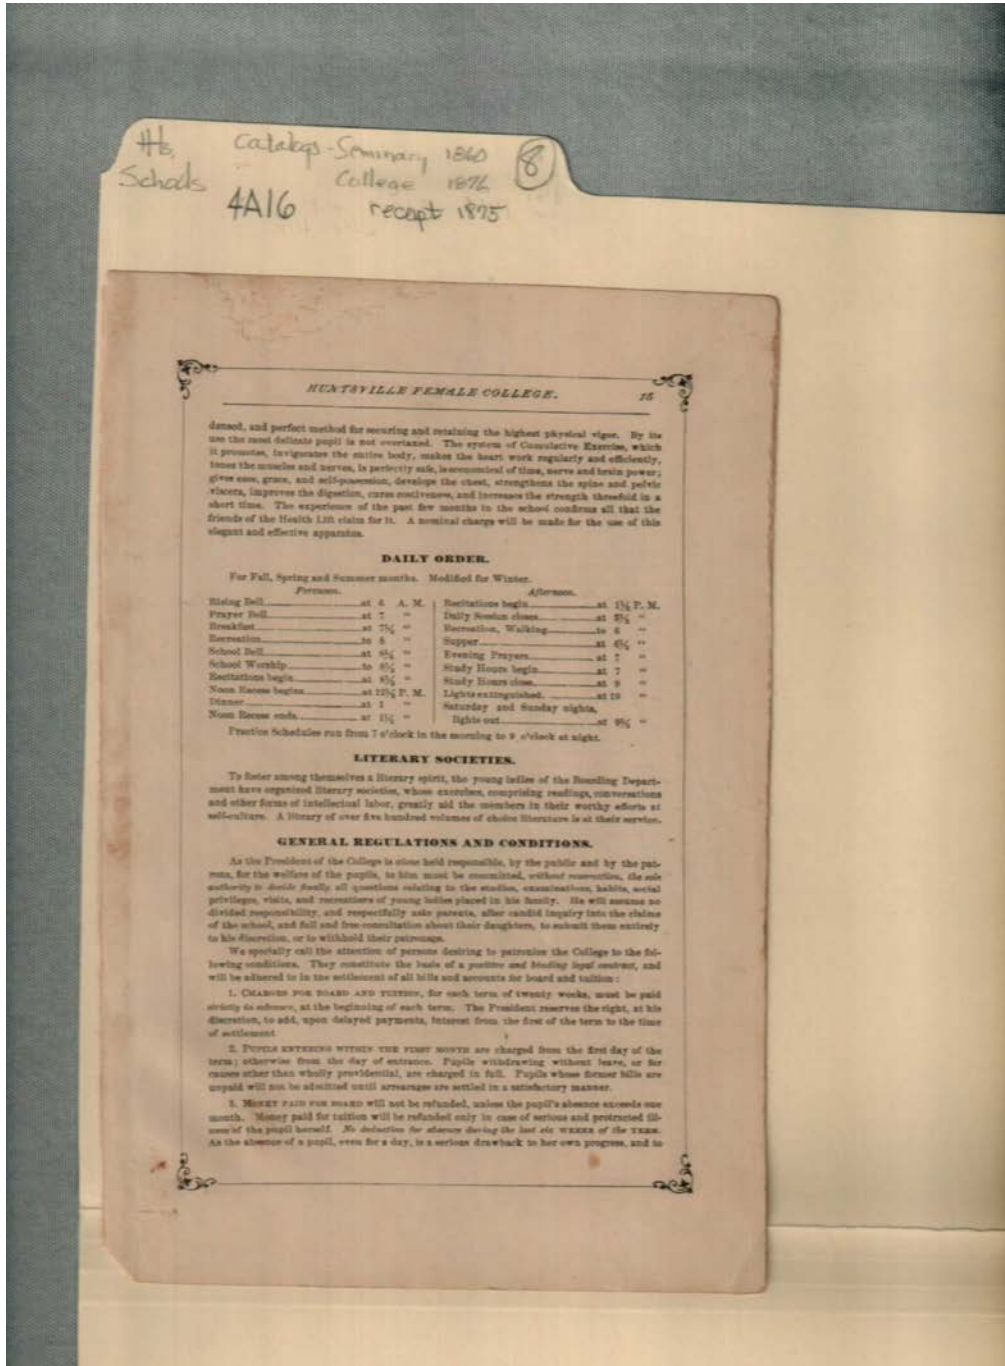 Hs, Catalogs - Seminary 1860 8
Schools College 1876
4A16 recept 1875
HUNTSVILLE FEMALE COLLEGE. 15
densed, and perfect method for securing and retaining the highest physical vigor. By its
use the most delicate pupil is not overtaxed. The system of Cumulative Exercise, which
it promotes, invigorates the entire body, makes the heart work regularly and efficiently,
tones the muscles and nerves, is perfectly safe, is economical of time, nerve and brain power;
gives ease, grace, and self-possession, develops the chest, strengthens the spine and pelvic
viscera, improves the digestion, cures costiveness, and increases the strength threefold in a
short time. The experience of the past few months in the school confirms all that the
friends of the Health Lift claim for it. A nominal charge will be made for the use of this
elegant and effective apparatus.
DAILY ORDER.
For Fall, Spring and Summer months. Modified for Winter.
Forenoon.
Rising Bell at 6 A. M.
Prayer Bell at 7 "
Breakfast at 7½ "
Recreation to 8 "
School Bell at "
School Worship to "
Recitations begin at "
Noon Recess begins at 12½ P. M.
Dinner at 1 "
Noon Recess ends at 1½ "
Afternoon.
Recitations begin at 1½ P. M.
Daily Session closes at "
Recreation, Walking to 6 "
Supper at "
Evening Prayers at 7 "
Study Hours begin at 7 "
Study Hours close at 9 "
Lights extinguished at 10 "
Saturday and Sunday nights,
lights out at "
Practice Schedules run from 7 o'clock in the morning to 9 o'clock at night.
LITERARY SOCIETIES.
To foster among themselves a literary spirit, the young ladies of the Boarding Depart-
ment have organized literary societies, whose exercises, comprising readings, conversations
and other forms of intellectual labor, greatly aid the members in their worthy efforts at
self-culture. A library of over five hundred volumes of choice literature is at their service.
GENERAL REGULATIONS AND CONDITIONS.
As the President of the College is alone held responsible, by the public and by the pat-
rons, for the welfare of the pupils, to him must be committed, without reservation, the sole
authority to decide finally all questions relating to the studies, examinations, habits, social
privileges, visits, and recreations of young ladies placed in his family. He will assume no
divided responsibility, and respectfully asks parents, after candid inquiry into the claims
of the school, and full and free consultation about their daughters, to submit them entirely
to his discretion, or to withhold their patronage.
We specially call the attention of persons desiring to patronize the College to the fol-
lowing conditions. They constitute the basis of a positive and binding legal contract, and
will be adhered to in the settlement of all bills and accounts for board and tuition:
1. CHARGES FOR BOARD AND TUITION, for each term of twenty weeks, must be paid
strictly in advance, at the beginning of each term. The President reserves the right, at his
discretion, to add, upon delayed payments, interest from the first of the term to the time
of settlement
2. PUPILS ENTERING WITHIN THE FIRST MONTH are charged from the first day of the
term; otherwise from the day of entrance. Pupils withdrawing without leave, or for
causes other than wholly providential, are charged in full. Pupils whose former bills are
unpaid will not be admitted until arrearages are settled in a satisfactory manner.
3. MONEY PAID FOR BOARD will not be refunded, unless the pupil's absence exceeds one
month. Money paid for tuition will be refunded only in case of serious and protracted ill-
ness of the pupil herself. No deduction for absence during the last six WEEKS of the TERM.
As the absence of a pupil, even for a day, is a serious drawback to her own progress, and to